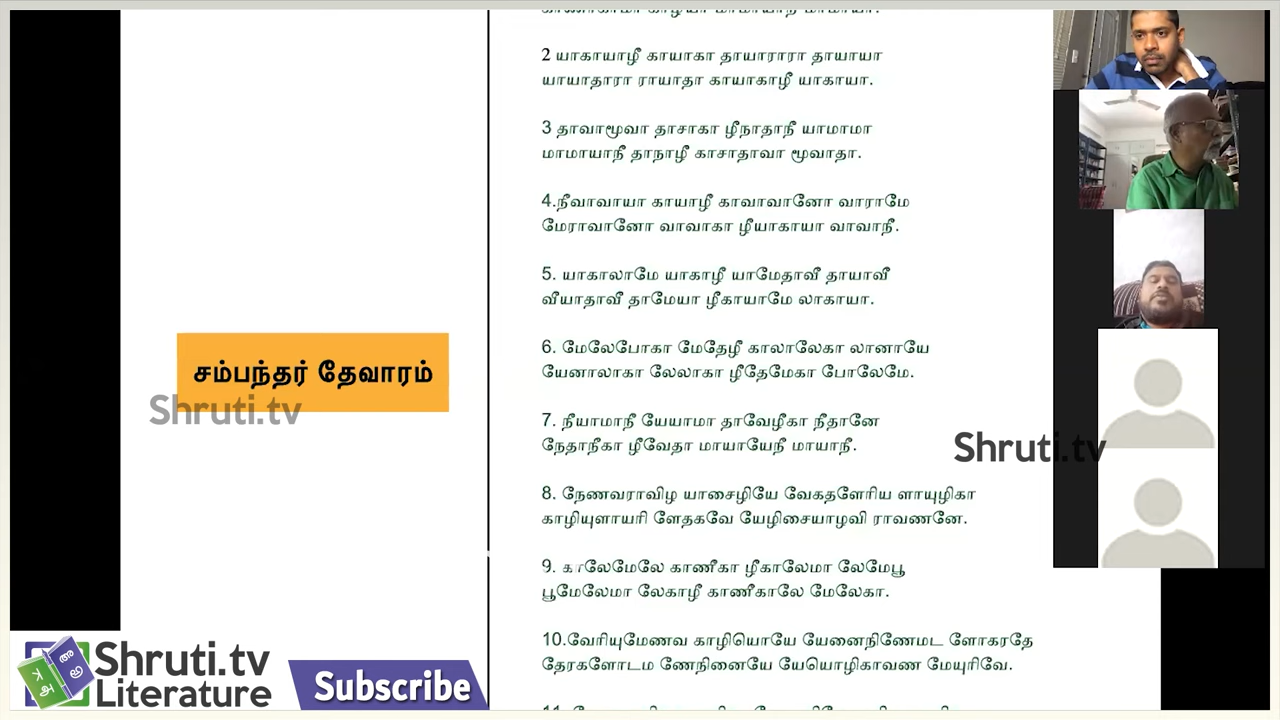 2 யாகாயாழீ காயாகா தாயாராரா தாயாயா
யாயாதாரா ராயாதா காயாகாழீ யாகாயா.
3 தாவாமூவா தாசாகா ழீநாதாநீ யாமாமா
மாமாயாநீ தாநாழீ காசாதாவா மூவாதா.
4.நீவாவாயா காயாழீ காவாவானோ வாராமே
மேராவானோ வாவாகா ழீயாகாயா வாவாநீ.
5. யாகாலாமே யாகாழீ யாமேதாவீ தாயாவீ
வீயாதாவீ தாமேயா ழீகாயாமே லாகாயா.
6. மேலேபோகா மேதேழீ காலாலேகா லானாயே
யேனாலாகா லேலாகா ழீதேமேகா போலேமே.
7. நீயாமாநீ யேயாமா தாவேழீகா நீதானே
நேதாநீகா ழீவேதா மாயாயேநீ மாயாநீ.
8. நேணவராவிழ யாசைழியே வேகதளேரிய ளாயுழிகா
காழியுளாயரி ளேதகவே யேழிசையாழவி ராவணனே.
9. காலேமேலே காணீகா ழீகாலேமா லேமேபூ
பூமேலேமா லேகாழீ காணீகாலே மேலேகா.
10.வேரியுமேணவ காழியொயே யேனைநிணேமட ளோகரதே
தேரகளோடம ணேநினையே யேயொழிகாவண மேயுரிவே.
சம்பந்தர் தேவாரம்
Shruti.tv
Shruti.tv
Shruti.tv
Literature
Subscribe